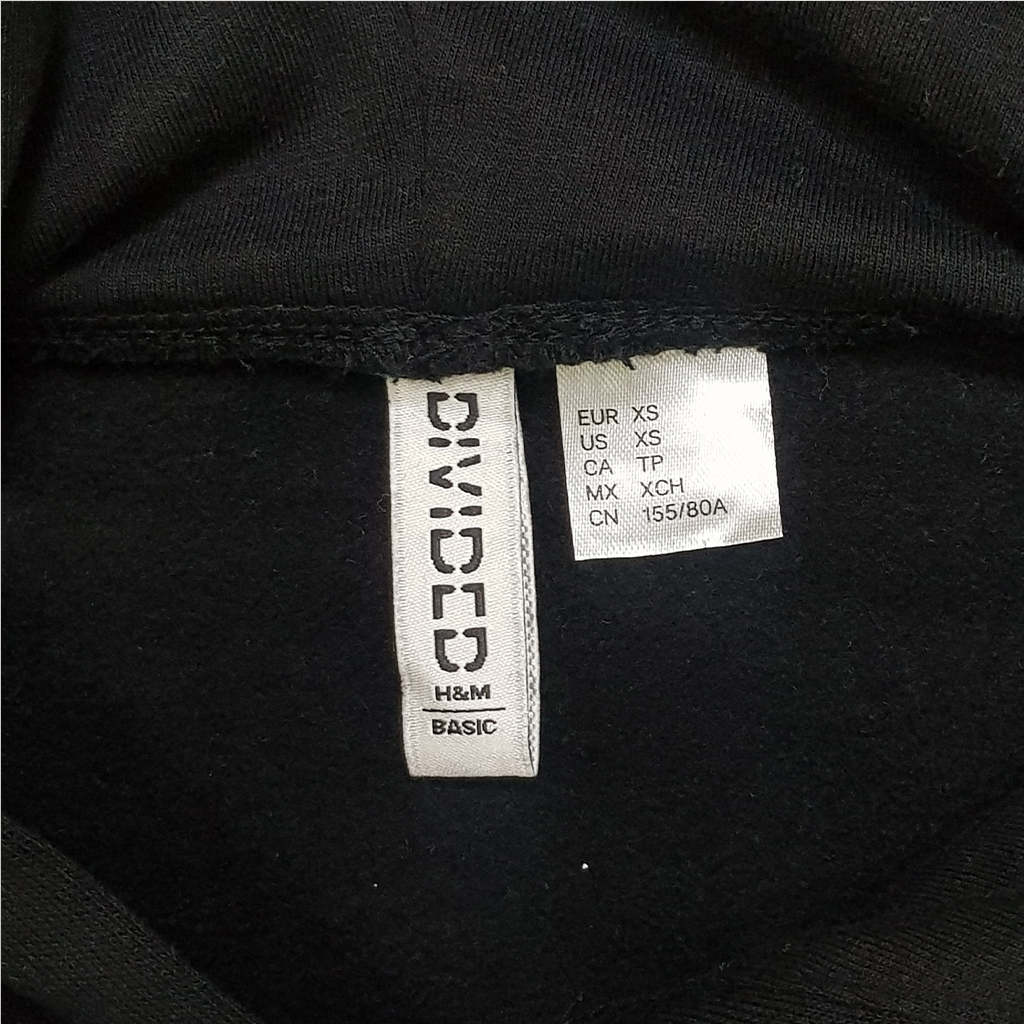 DIVIDED
H&M
BASIC
EUR XS
US XS
CA TP
MX XCH
CN 155/80A